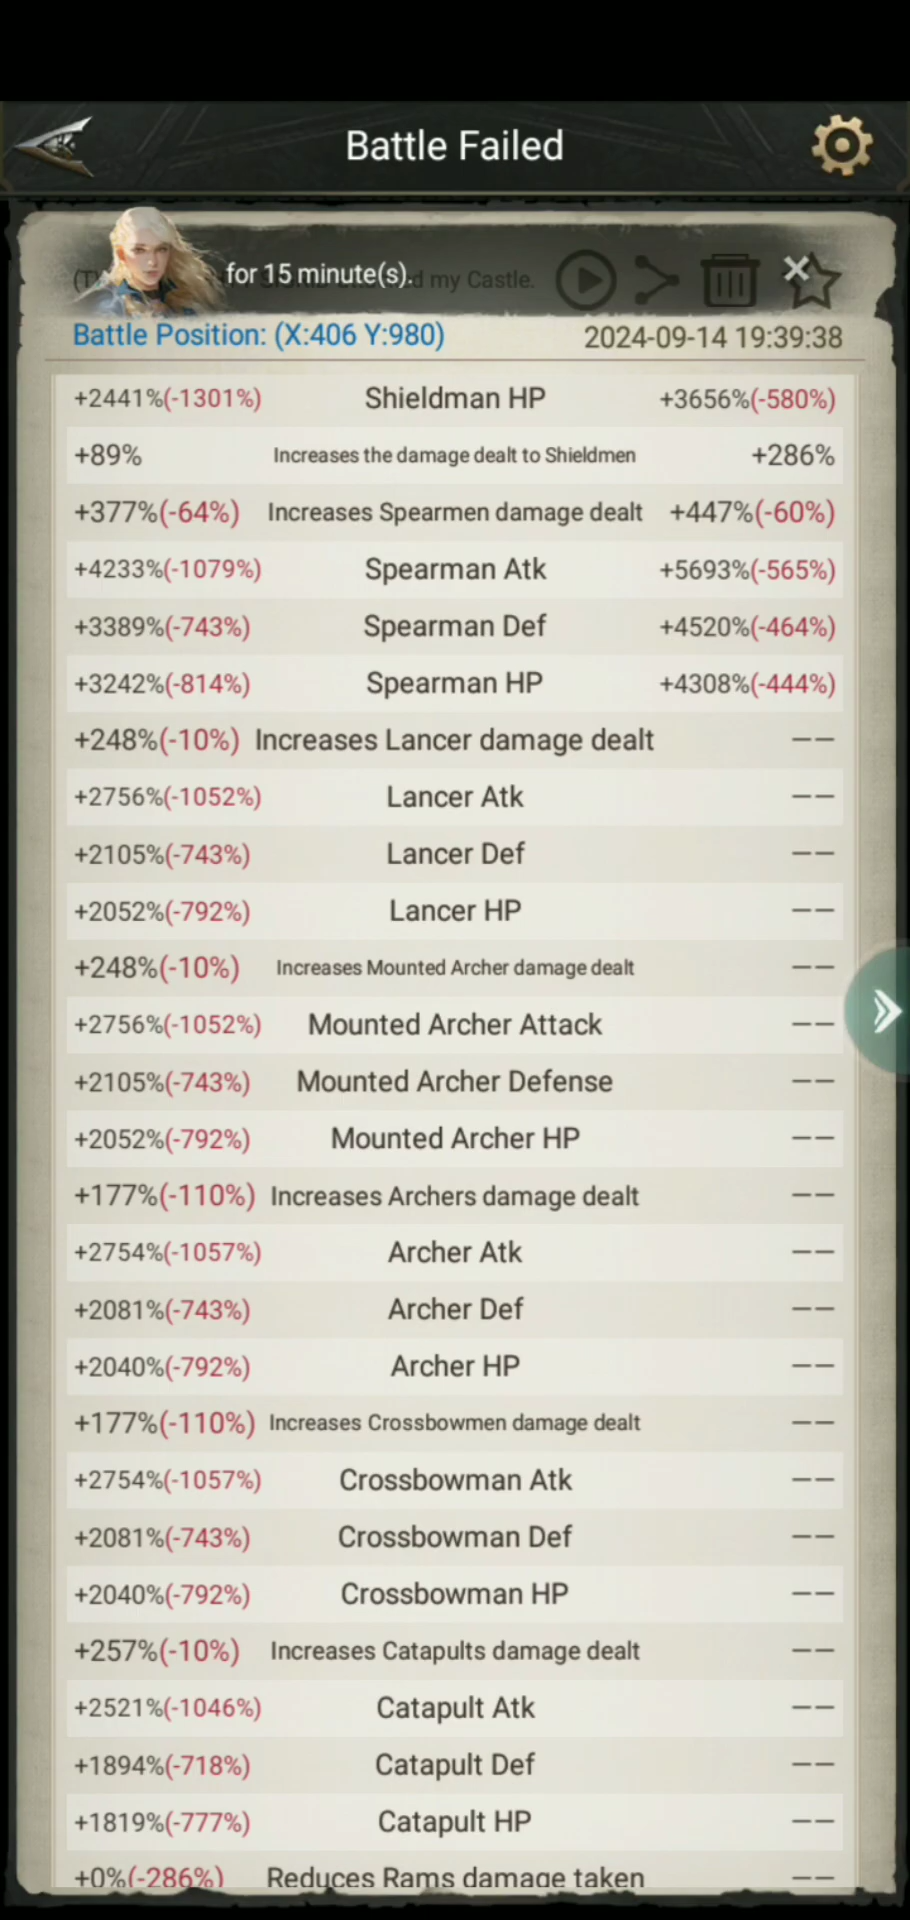 Battle Failed
for 15 minute(s).
d my Castle.
Battle Position: (X:406 Y:980) 2024-09-14 19:39:38
+2441%(-1301%) Shieldman HP +3656%(-580%)
+89% Increases the damage dealt to Shieldmen +286%
+377%(-64%) Increases Spearmen damage dealt +447%(-60%)
+4233%(-1079%) Spearman Atk +5693%(-565%)
+3389%(-743%) Spearman Def +4520%(-464%)
+3242%(-814%) Spearman HP +4308%(-444%)
+248%(-10%) Increases Lancer damage dealt −−
+2756%(-1052%) Lancer Atk −−
+2105%(-743%) Lancer Def −−
+2052%(-792%) Lancer HP −−
+248%(-10%) Increases Mounted Archer damage dealt −−
+2756%(-1052%) Mounted Archer Attack −−
+2105%(-743%) Mounted Archer Defense −−
+2052%(-792%) Mounted Archer HP −−
+177%(-110%) Increases Archers damage dealt −−
+2754%(-1057%) Archer Atk −−
+2081%(-743%) Archer Def −−
+2040%(-792%) Archer HP −−
+177%(-110%) Increases Crossbowmen damage dealt −−
+2754%(-1057%) Crossbowman Atk −−
+2081%(-743%) Crossbowman Def −−
+2040%(-792%) Crossbowman HP −−
+257%(-10%) Increases Catapults damage dealt −−
+2521%(-1046%) Catapult Atk −−
+1894%(-718%) Catapult Def −−
+1819%(-777%) Catapult HP −−
+0%(-286%) Reduces Rams damage taken −−